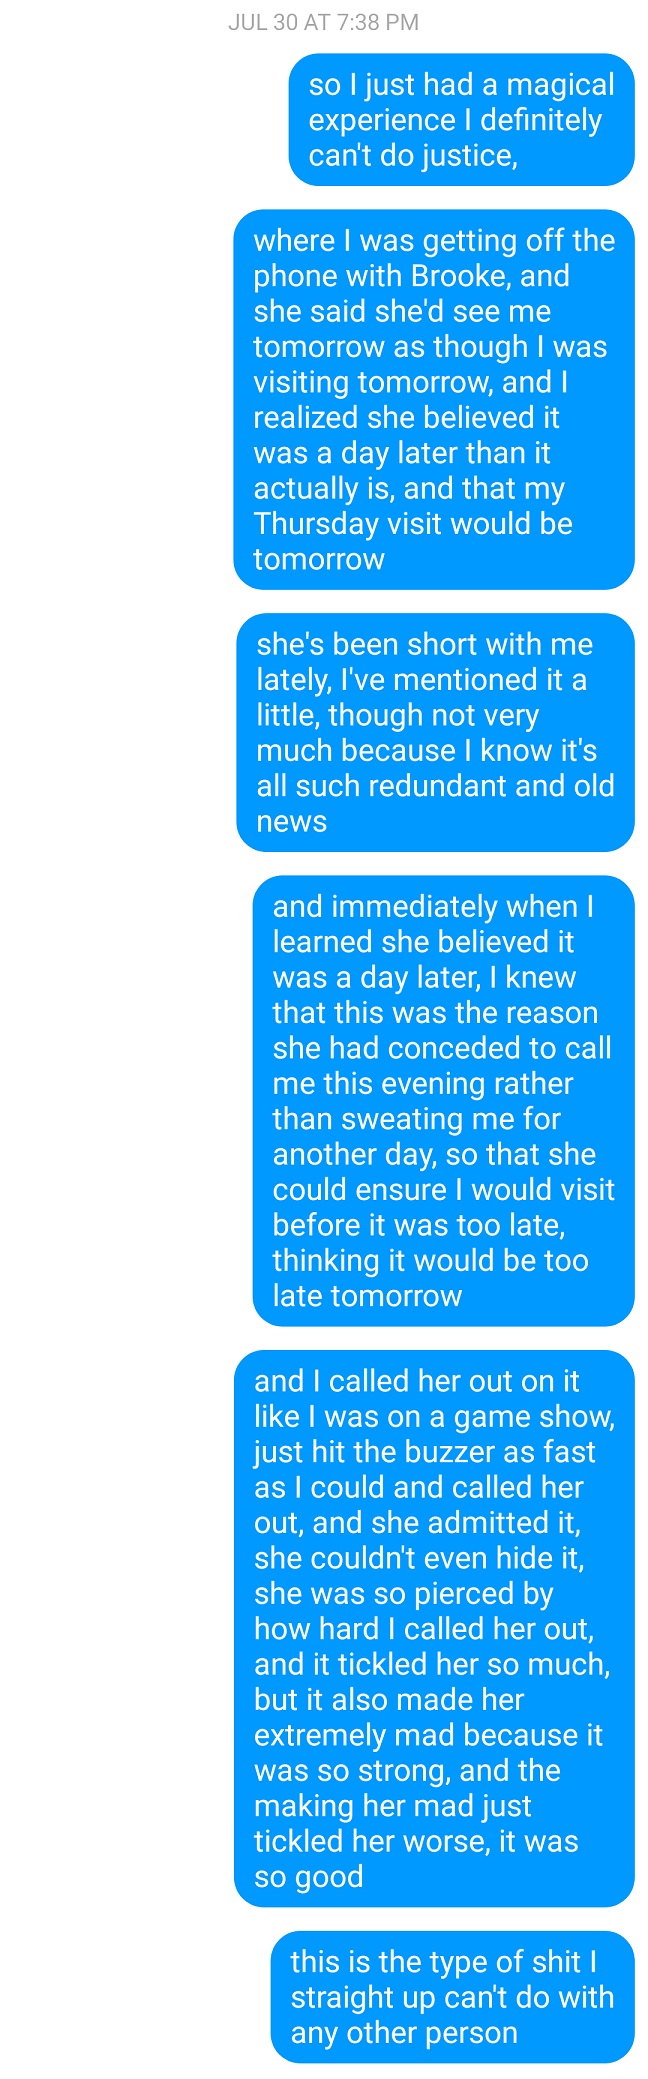 JUL 30 AT 7:38 PM
so I just had a magical
experience I definitely
can't do justice,
where I was getting off the
phone with Brooke, and
she said she'd see me
tomorrow as though I was
visiting tomorrow, and I
realized she believed it
was a day later than it
actually is, and that my
Thursday visit would be
tomorrow
she's been short with me
lately, I've mentioned it a
little, though not very
much because I know it's
all such redundant and old
news
and immediately when I
learned she believed it
was a day later, I knew
that this was the reason
she had conceded to call
me this evening rather
than sweating me for
another day, so that she
could ensure I would visit
before it was too late,
thinking it would be too
late tomorrow
and I called her out on it
like I was on a game show,
just hit the buzzer as fast
as I could and called her
out, and she admitted it,
she couldn't even hide it,
she was so pierced by
how hard I called her out,
and it tickled her so much,
but it also made her
extremely mad because it
was so strong, and the
making her mad just
tickled her worse, it was
so good
this is the type of shit I
straight up can't do with
any other person